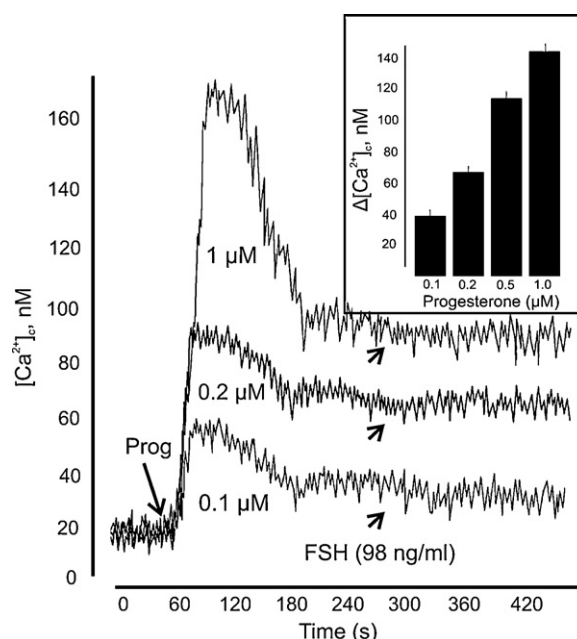 160
140
120
100
80
60
40
20
0
[Ca²⁺]c, nM
1 µM
0.2 µM
0.1 µM
Prog
FSH (98 ng/ml)
0 60 120 180 240 300 360 420
Time (s)
140
120
100
80
60
40
20
Δ[Ca²⁺]c, nM
0.1 0.2 0.5 1.0
Progesterone (µM)